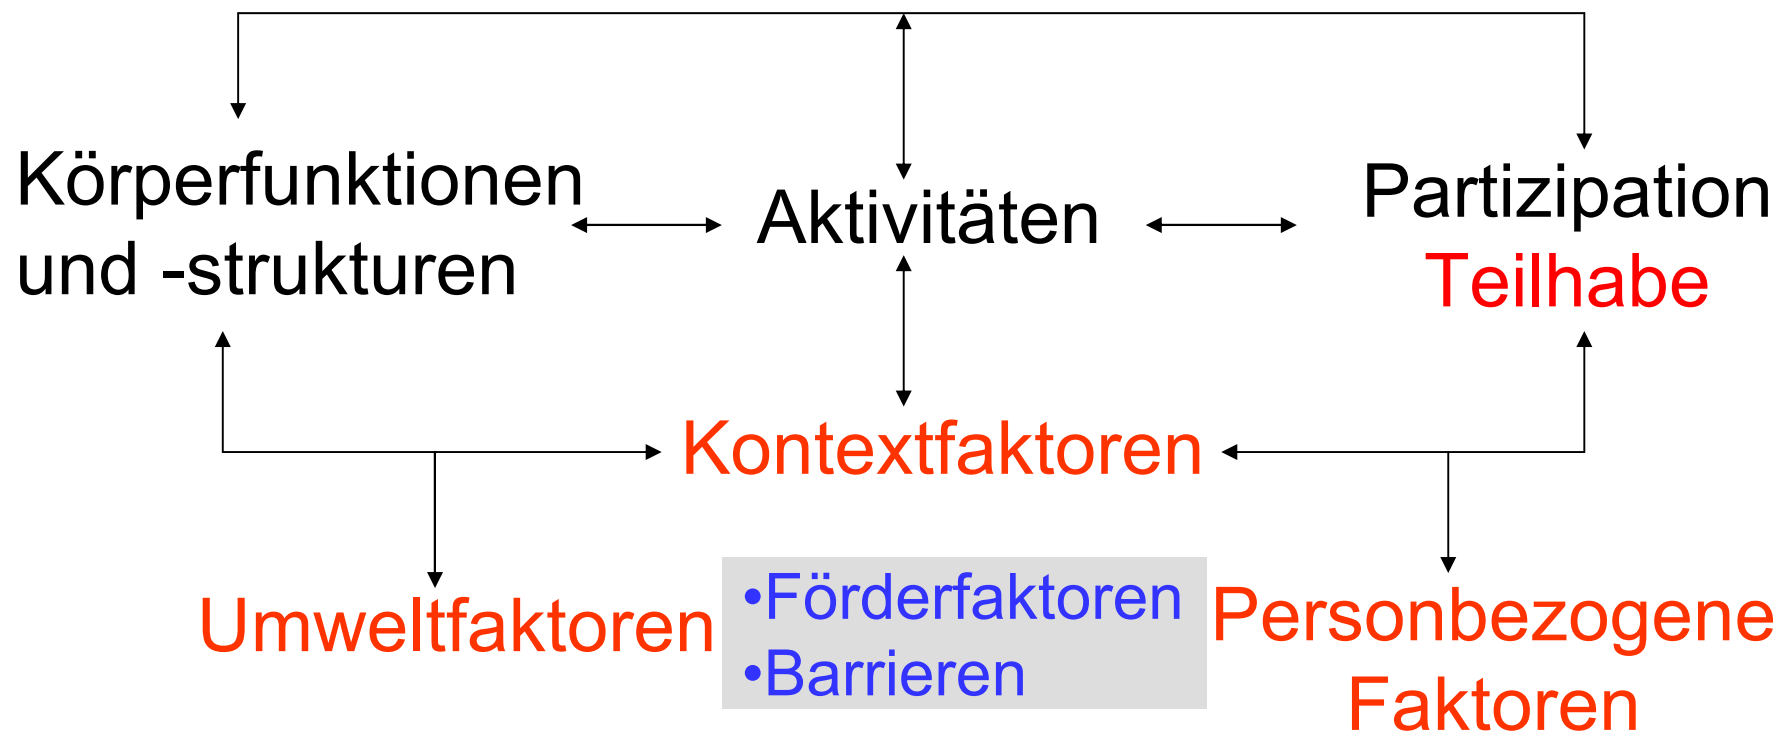 Körperfunktionen
und -strukturen
Aktivitäten
Partizipation
Teilhabe
Kontextfaktoren
Umweltfaktoren
•Förderfaktoren
•Barrieren
Personbezogene
Faktoren